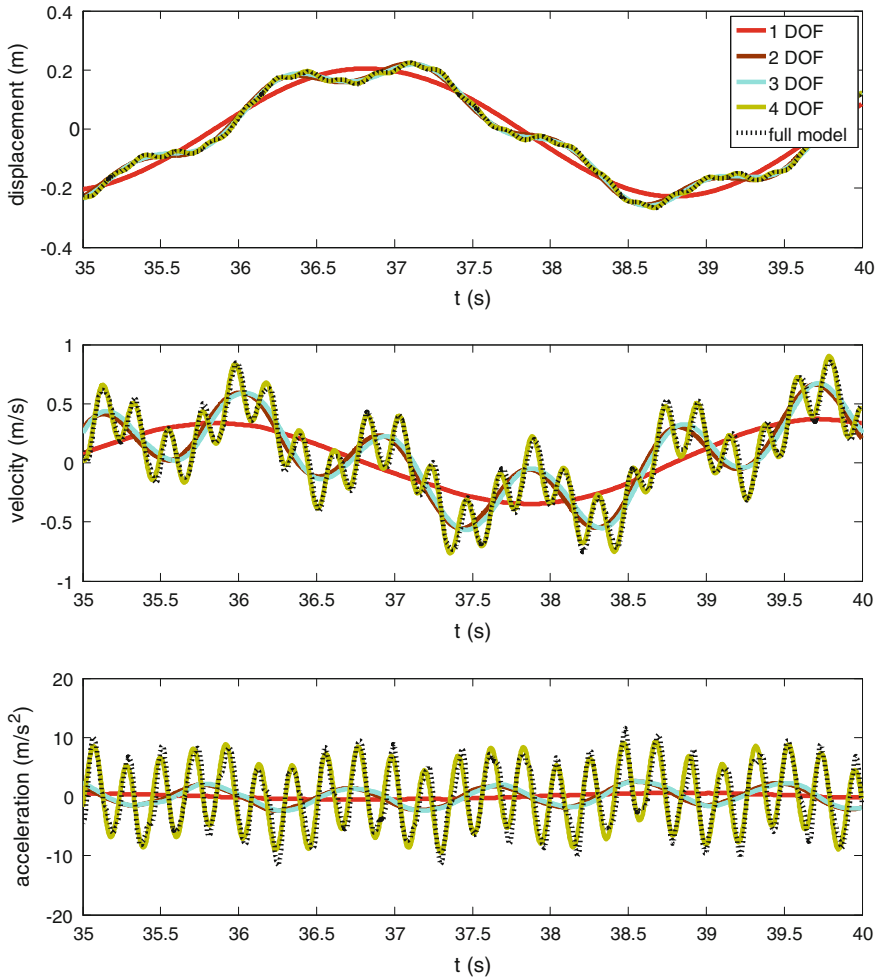 0.4
0.2
0
-0.2
-0.4
displacement (m)
1 DOF
2 DOF
3 DOF
4 DOF
full model
35 35.5 36 36.5 37 37.5 38 38.5 39 39.5 40
t (s)
1
0.5
0
-0.5
-1
velocity (m/s)
35 35.5 36 36.5 37 37.5 38 38.5 39 39.5 40
t (s)
20
10
0
-10
-20
acceleration (m/s²)
35 35.5 36 36.5 37 37.5 38 38.5 39 39.5 40
t (s)